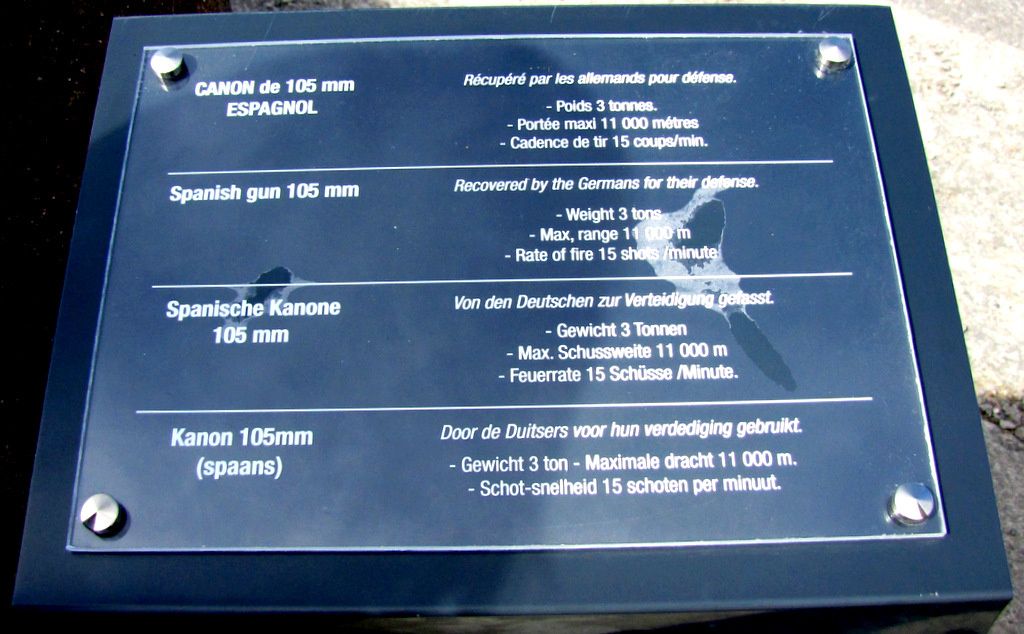 CANON de 105 mm
ESPAGNOL
Récupéré par les allemands pour défense.
- Poids 3 tonnes.
- Portée maxi 11 000 métres
- Cadence de tir 15 coups/min.
Spanish gun 105 mm
Recovered by the Germans for their defense.
- Weight 3 tons
- Max, range 11 000 m
- Rate of fire 15 shots /minute
Spanische Kanone
105 mm
Von den Deutschen zur Verteidigung gefasst.
- Gewicht 3 Tonnen
- Max. Schussweite 11 000 m
- Feuerrate 15 Schüsse /Minute.
Kanon 105mm
(spaans)
Door de Duitsers voor hun verdediging gebruikt.
- Gewicht 3 ton - Maximale dracht 11 000 m.
- Schot-snelheid 15 schoten per minuut.